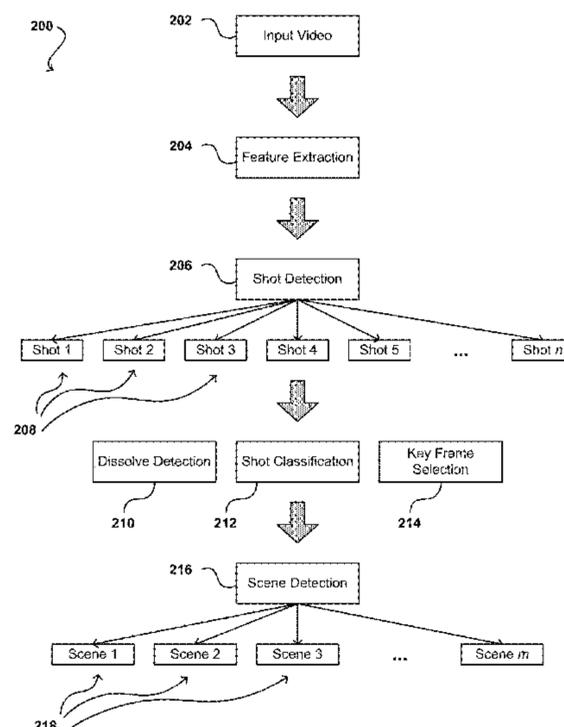 200
202
Input Video
204
Feature Extraction
206
Shot Detection
Shot 1 Shot 2 Shot 3 Shot 4 Shot 5 ... Shot n
208
Dissolve Detection Shot Classification Key Frame
Selection
210 212 214
216
Scene Detection
Scene 1 Scene 2 Scene 3 ... Scene m
218